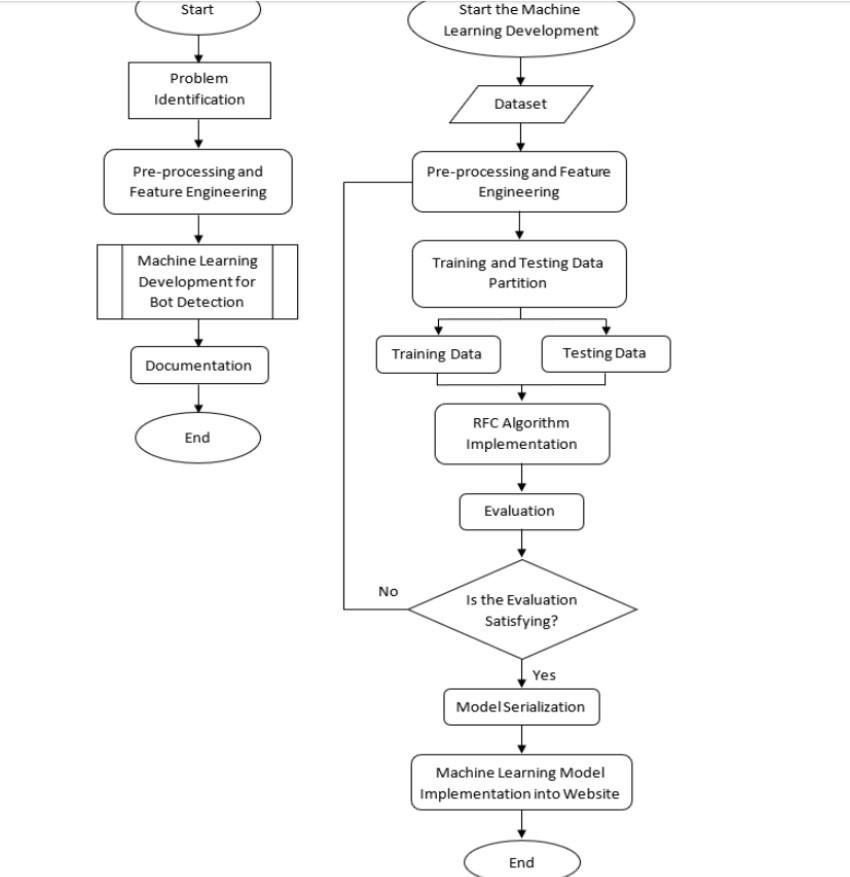 Start
Problem
Identification
Pre-processing and
Feature Engineering
Machine Learning
Development for
Bot Detection
Documentation
End
Start the Machine
Learning Development
Dataset
Pre-processing and Feature
Engineering
Training and Testing Data
Partition
Training Data
Testing Data
RFC Algorithm
Implementation
Evaluation
Is the Evaluation
Satisfying?
No
Yes
Model Serialization
Machine Learning Model
Implementation into Website
End